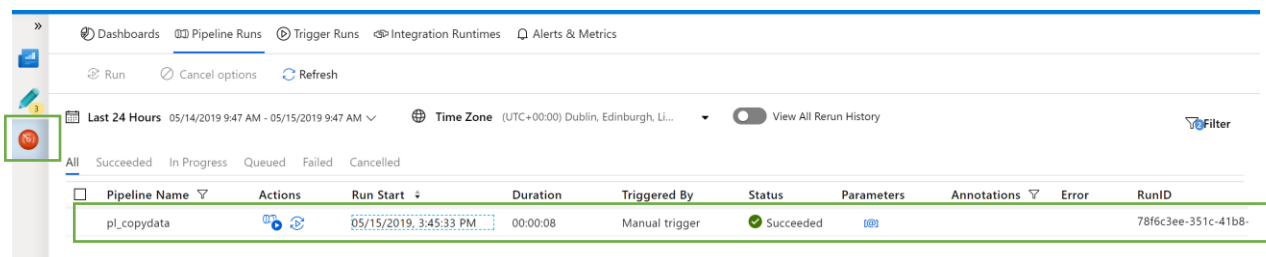 »
Dashboards Pipeline Runs Trigger Runs Integration Runtimes Alerts & Metrics
Run Cancel options Refresh
3
Last 24 Hours 05/14/2019 9:47 AM - 05/15/2019 9:47 AM Time Zone (UTC+00:00) Dublin, Edinburgh, Li... View All Rerun History 2 Filter
All Succeeded In Progress Queued Failed Cancelled
Pipeline Name Actions Run Start Duration Triggered By Status Parameters Annotations Error RunID
pl_copydata 05/15/2019, 3:45:33 PM 00:00:08 Manual trigger Succeeded [@] 78f6c3ee-351c-41b8-